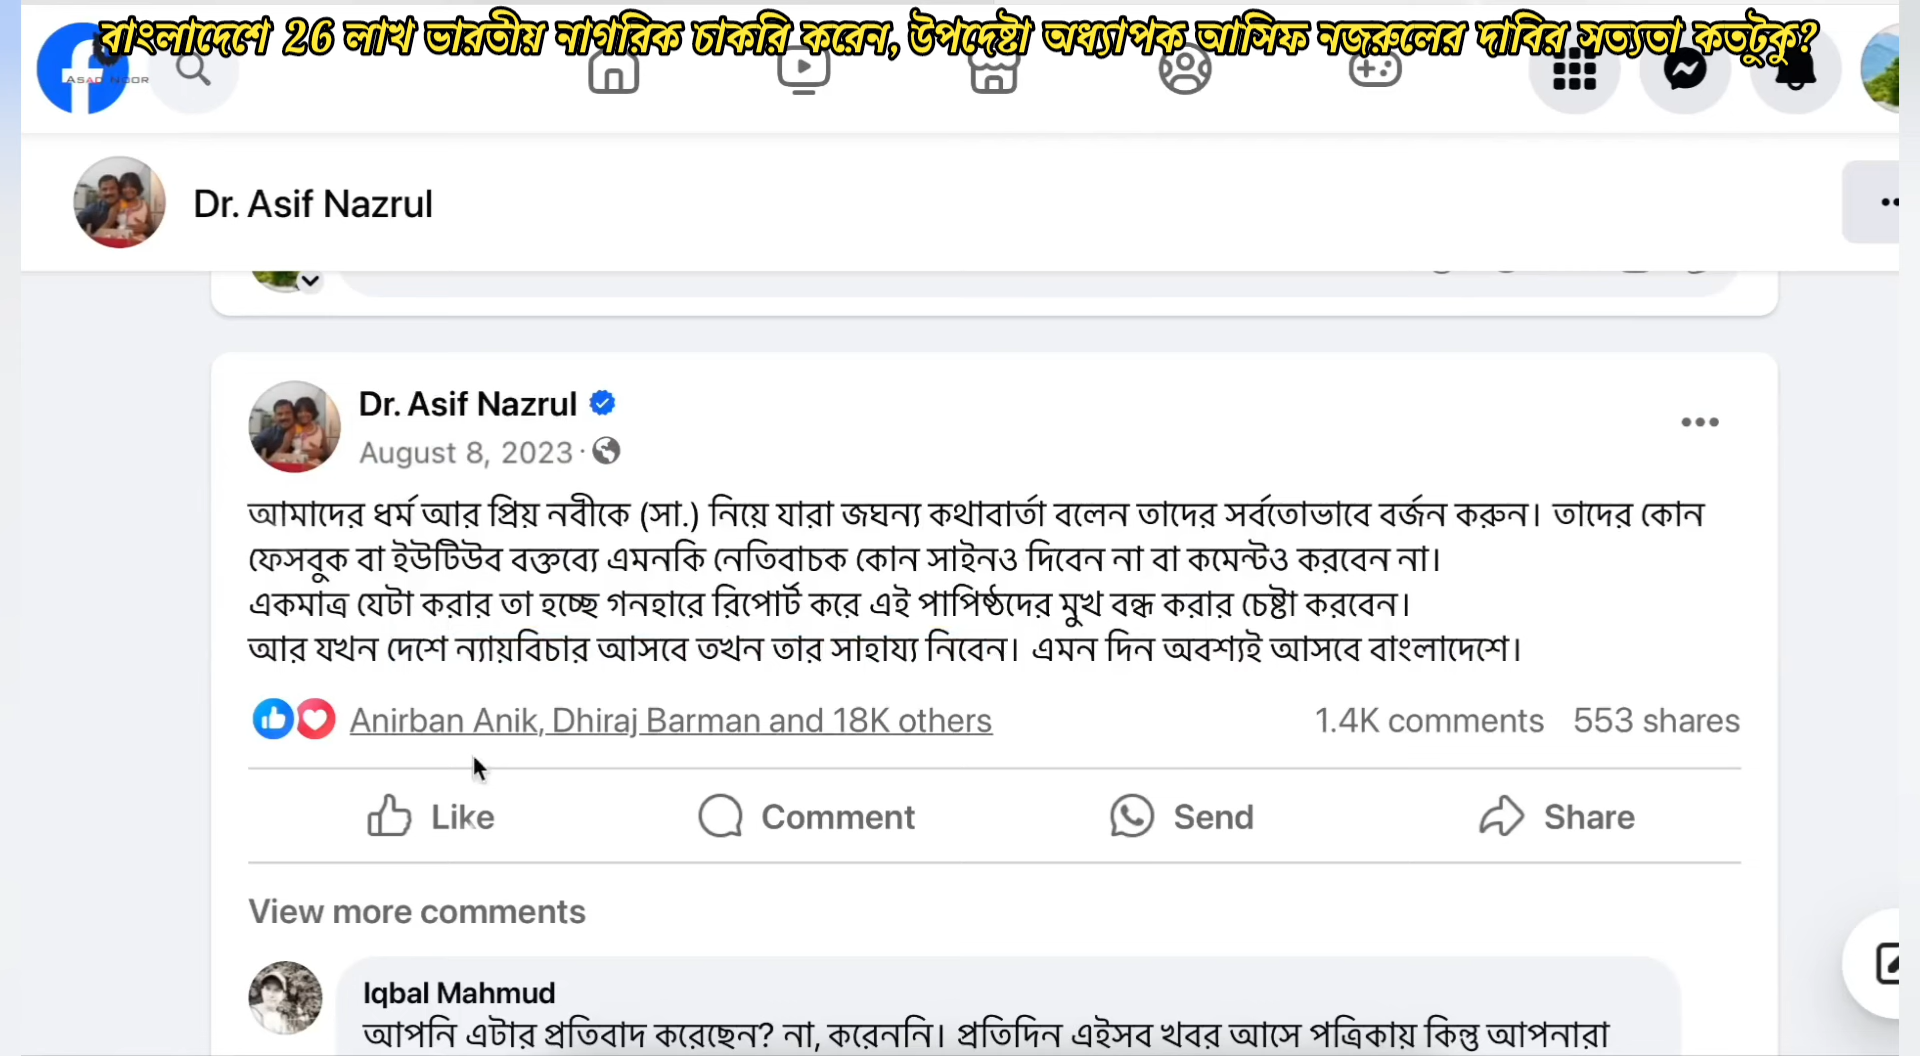 বাংলাদেশে 26 লাখ ভারতীয় নাগরিক চাকরি করেন, উপদেষ্টা অধ্যাপক আসিফ নজরুলের দাবির সত্যতা কতটুকু?
ASAD NOOR
Dr. Asif Nazrul
Dr. Asif Nazrul
August 8, 2023 ·
আমাদের ধর্ম আর প্রিয় নবীকে (সা.) নিয়ে যারা জঘন্য কথাবার্তা বলেন তাদের সর্বতোভাবে বর্জন করুন। তাদের কোন
ফেসবুক বা ইউটিউব বক্তব্যে এমনকি নেতিবাচক কোন সাইনও দিবেন না বা কমেন্টও করবেন না।
একমাত্র যেটা করার তা হচ্ছে গনহারে রিপোর্ট করে এই পাপিষ্ঠদের মুখ বন্ধ করার চেষ্টা করবেন।
আর যখন দেশে ন্যায়বিচার আসবে তখন তার সাহায্য নিবেন। এমন দিন অবশ্যই আসবে বাংলাদেশে।
Anirban Anik, Dhiraj Barman and 18K others 1.4K comments 553 shares
Like Comment Send Share
View more comments
Iqbal Mahmud
আপনি এটার প্রতিবাদ করেছেন? না, করেননি। প্রতিদিন এইসব খবর আসে পত্রিকায় কিন্তু আপনারা